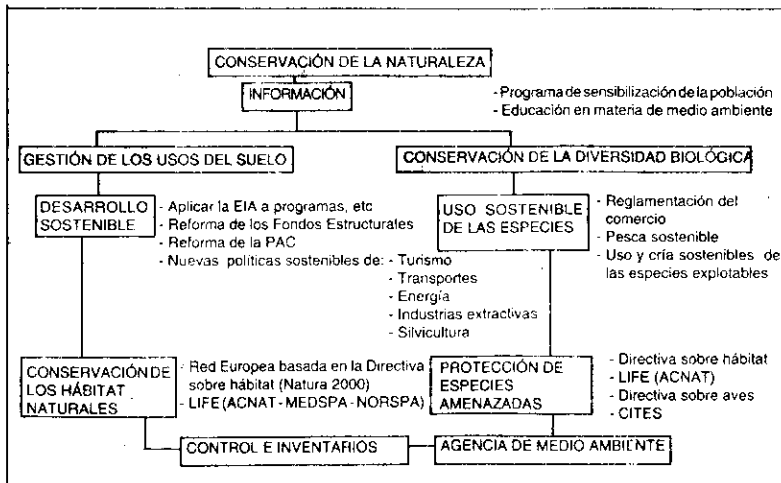 CONSERVACIÓN DE LA NATURALEZA
INFORMACIÓN
- Programa de sensibilización de la población
- Educación en materia de medio ambiente
GESTIÓN DE LOS USOS DEL SUELO
CONSERVACIÓN DE LA DIVERSIDAD BIOLÓGICA
DESARROLLO
SOSTENIBLE
- Aplicar la EIA a programas, etc
- Reforma de los Fondos Estructurales
- Reforma de la PAC
- Nuevas políticas sostenibles de: - Turismo
- Transportes
- Energía
- Industrias extractivas
- Silvicultura
USO SOSTENIBLE
DE LAS ESPECIES
- Reglamentación del
comercio
- Pesca sostenible
- Uso y cría sostenibles de
las especies explotables
CONSERVACIÓN DE
LOS HÁBITAT
NATURALES
- Red Europea basada en la Directiva
sobre hábitat (Natura 2000)
- LIFE (ACNAT - MEDSPA - NORSPA)
PROTECCIÓN DE
ESPECIES
AMENAZADAS
- Directiva sobre hábitat
- LIFE (ACNAT)
- Directiva sobre aves
- CITES
CONTROL E INVENTARIOS
AGENCIA DE MEDIO AMBIENTE